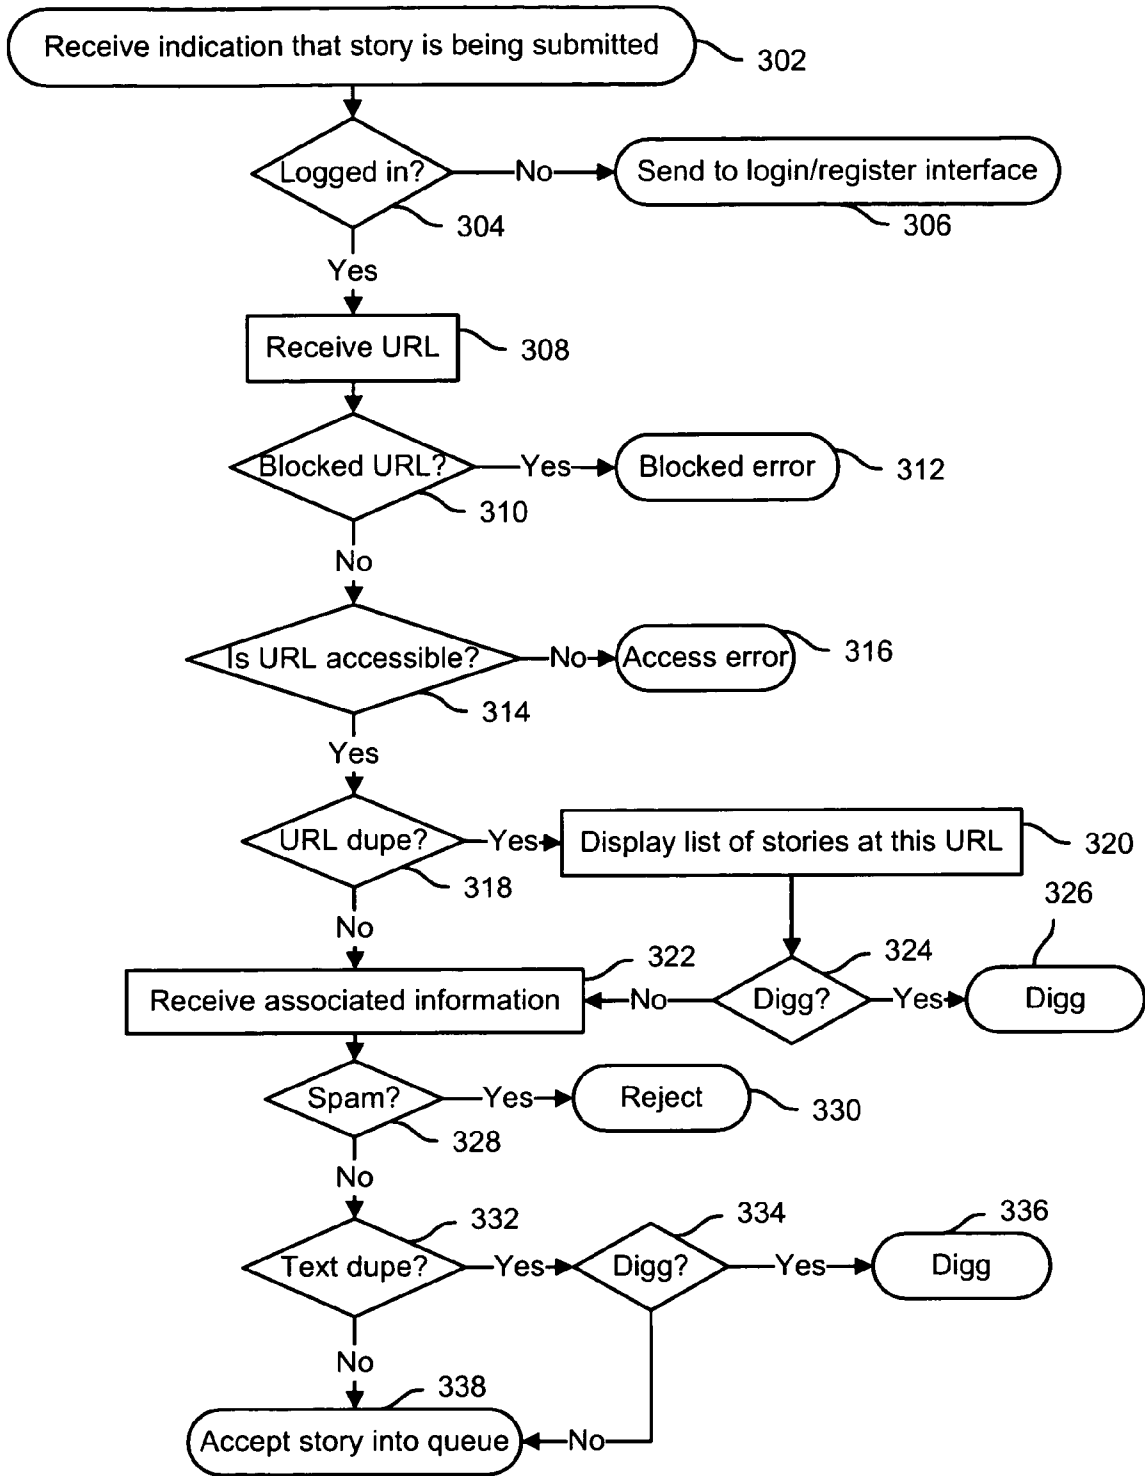 Receive indication that story is being submitted
302
Logged in?
No
Send to login/register interface
304
306
Yes
Receive URL
308
Blocked URL?
Yes
Blocked error
312
310
No
Is URL accessible?
No
Access error
316
314
Yes
URL dupe?
Yes
Display list of stories at this URL
320
318
326
No
322
324
Receive associated information
No
Digg?
Yes
Digg
Spam?
Yes
Reject
330
328
No
332
334
336
Text dupe?
Yes
Digg?
Yes
Digg
No
338
Accept story into queue
No